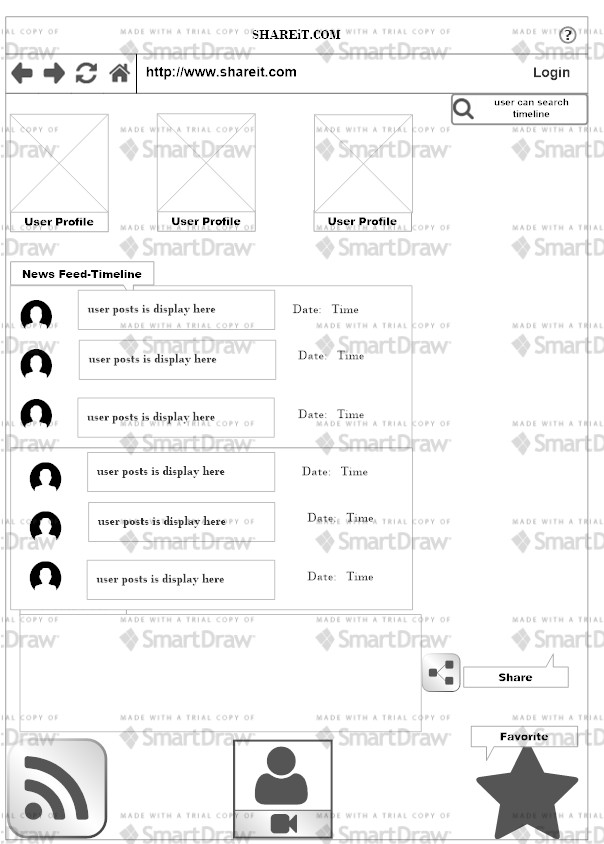 SHAREiT.COM
?
http://www.shareit.com
Login
user can search
timeline
User Profile
User Profile
User Profile
News Feed-Timeline
user posts is display here
Date: Time
user posts is display here
Date: Time
user posts is display here
Date: Time
user posts is display here
Date: Time
user posts is display here
Date: Time
user posts is display here
Date: Time
Share
Favorite
MADE WITH A TRIAL COPY OF
SmartDraw